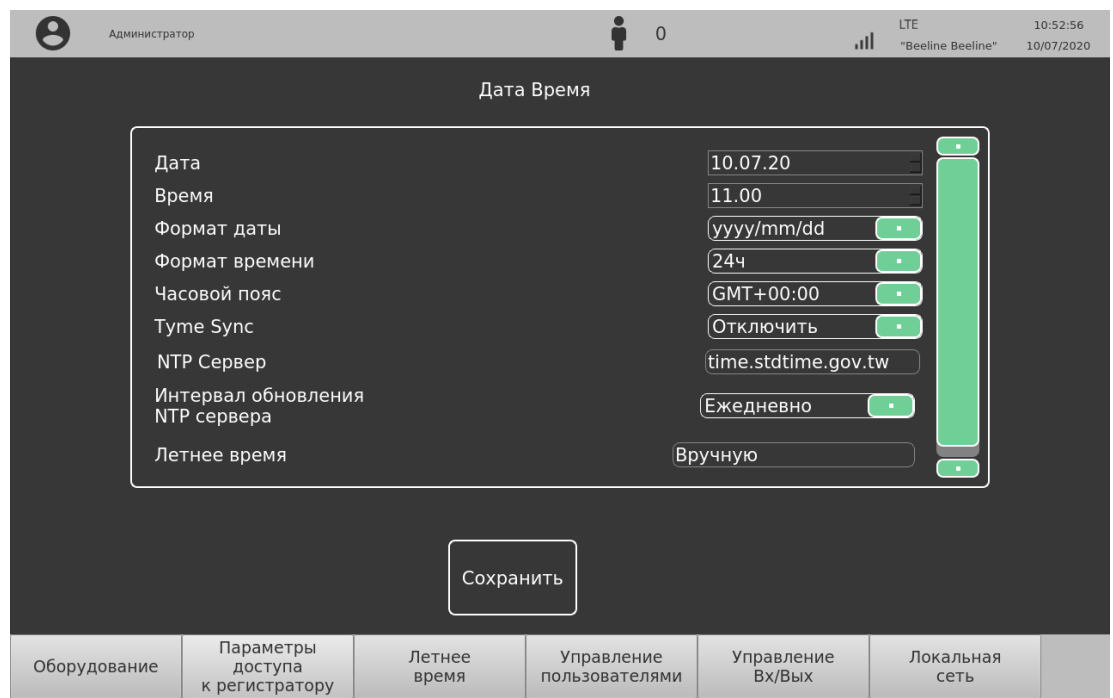 Администратор
0
LTE
10:52:56
"Beeline Beeline"
10/07/2020
Дата Время
Дата
10.07.20
Время
11.00
Формат даты
yyyy/mm/dd
Формат времени
24ч
Часовой пояс
GMT+00:00
Tyme Sync
Отключить
NTP Сервер
time.stdtime.gov.tw
Интервал обновления
NTP сервера
Ежедневно
Летнее время
Вручную
Сохранить
Оборудование
Параметры
доступа
к регистратору
Летнее
время
Управление
пользователями
Управление
Вх/Вых
Локальная
сеть